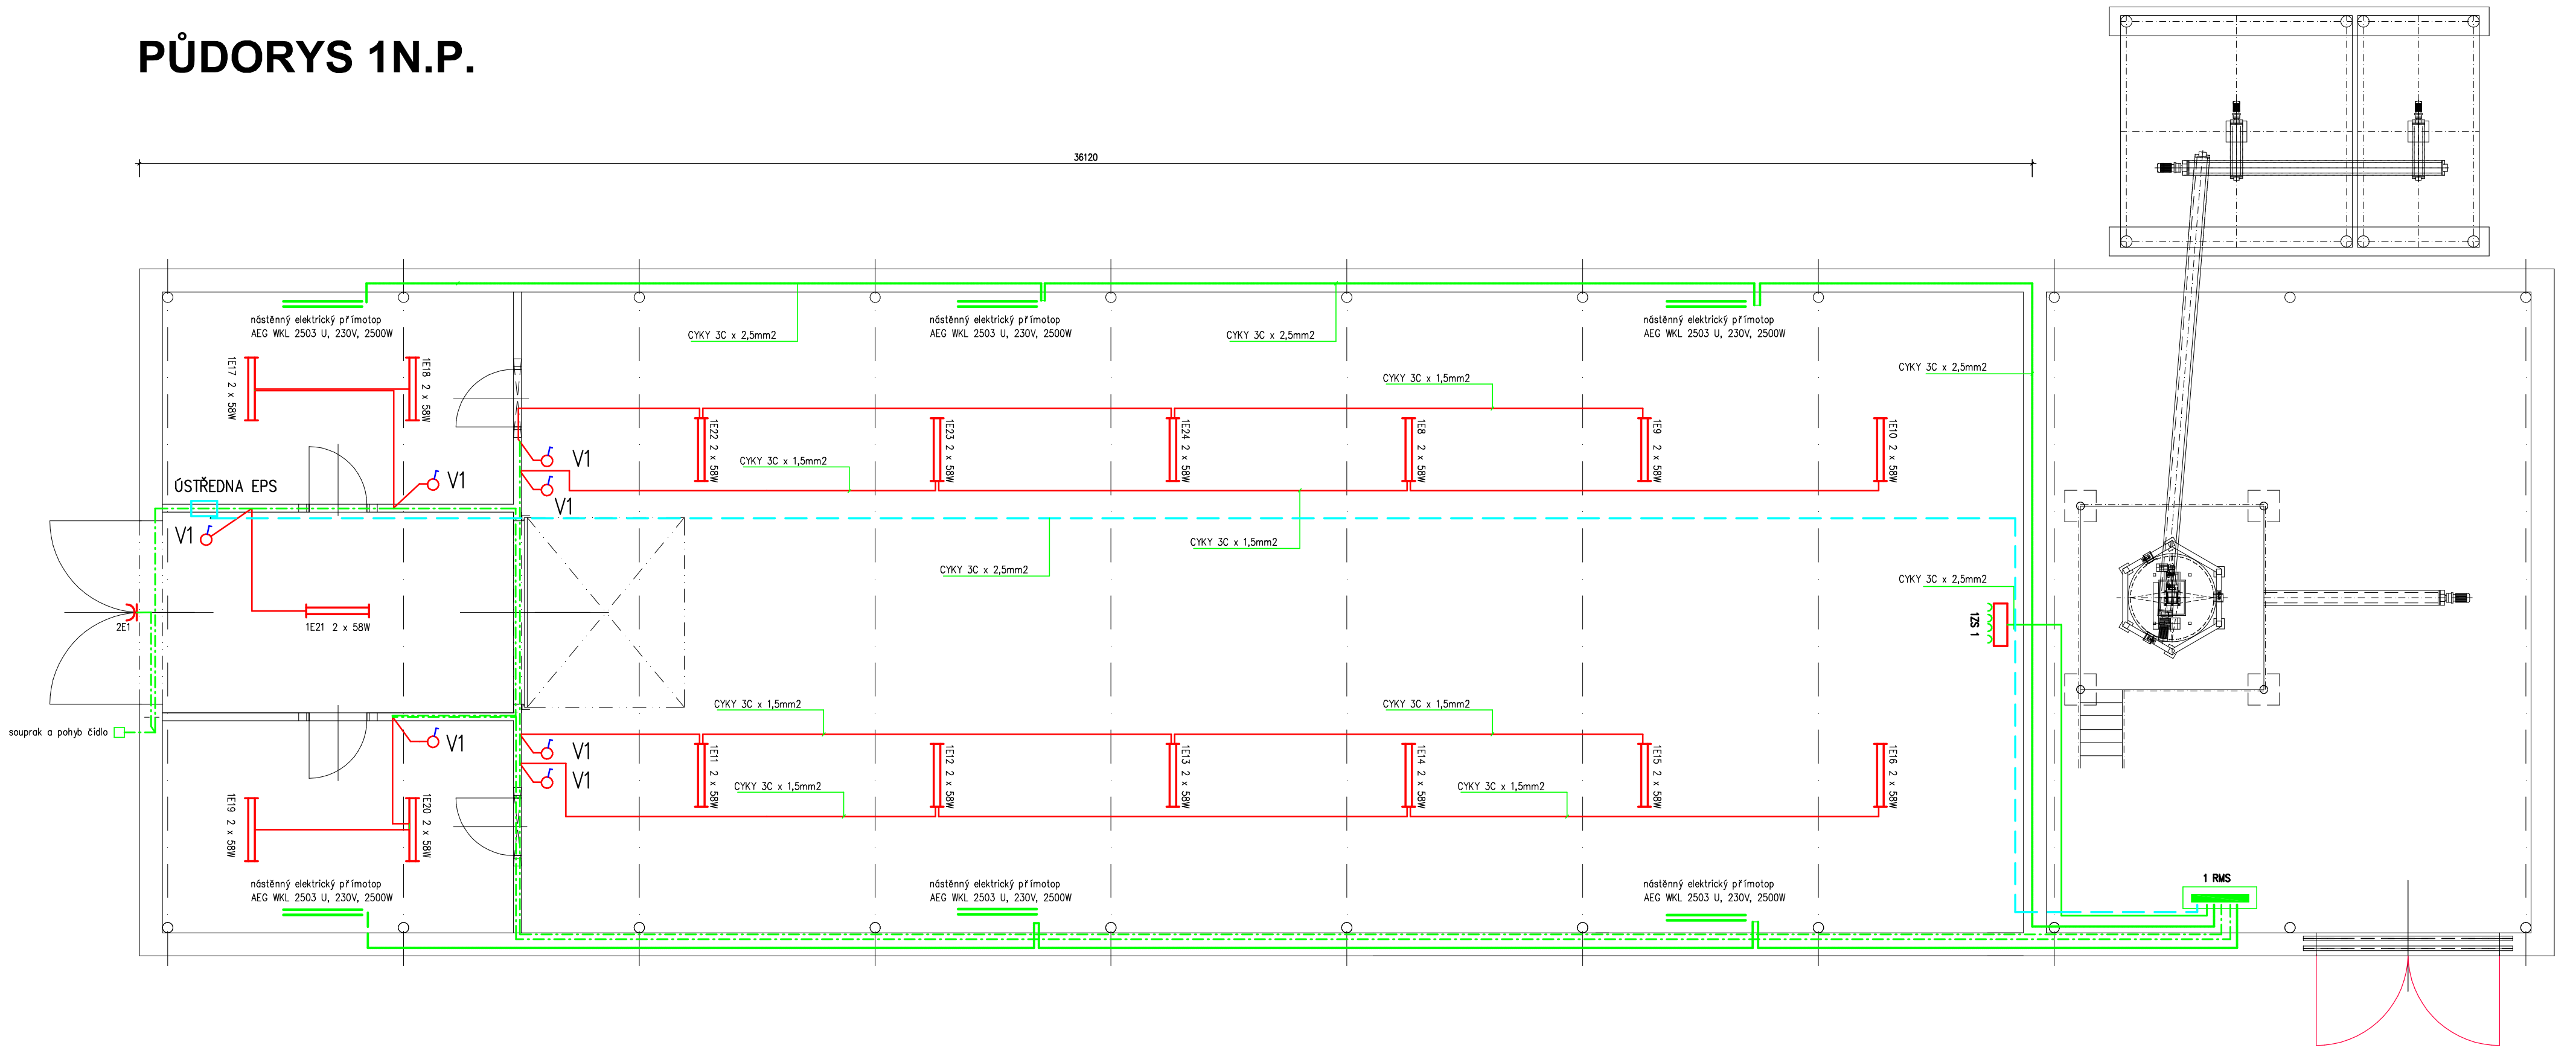 PŮDORYS 1N.P.
36120
nástěnný elektrický přímotop
AEG WKL 2503 U, 230V, 2500W
nástěnný elektrický přímotop
AEG WKL 2503 U, 230V, 2500W
nástěnný elektrický přímotop
AEG WKL 2503 U, 230V, 2500W
CYKY 3C x 2,5mm2
CYKY 3C x 2,5mm2
CYKY 3C x 2,5mm2
CYKY 3C x 1,5mm2
1E17 2 x 58W
1E18 2 x 58W
1E22 2 x 58W
1E23 2 x 58W
1E24 2 x 58W
1E8 2 x 58W
1E9 2 x 58W
1E10 2 x 58W
V1
CYKY 3C x 1,5mm2
V1
V1
ÚSTŘEDNA EPS
V1
CYKY 3C x 1,5mm2
CYKY 3C x 2,5mm2
CYKY 3C x 2,5mm2
2E1
1E21 2 x 58W
1ZS 1
souprak a pohyb čidlo
CYKY 3C x 1,5mm2
CYKY 3C x 1,5mm2
V1
V1
V1
1E11 2 x 58W
1E12 2 x 58W
1E13 2 x 58W
1E14 2 x 58W
1E15 2 x 58W
1E16 2 x 58W
CYKY 3C x 1,5mm2
CYKY 3C x 1,5mm2
1E19 2 x 58W
1E20 2 x 58W
1 RMS
nástěnný elektrický přímotop
AEG WKL 2503 U, 230V, 2500W
nástěnný elektrický přímotop
AEG WKL 2503 U, 230V, 2500W
nástěnný elektrický přímotop
AEG WKL 2503 U, 230V, 2500W